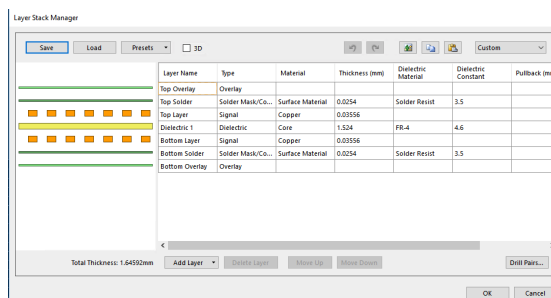 Layer Stack Manager
Save Load Presets 3D Custom
Layer Name Type Material Thickness (mm) Dielectric Material Dielectric Constant Pullback (m
Top Overlay Overlay
Top Solder Solder Mask/Co... Surface Material 0.0254 Solder Resist 3.5
Top Layer Signal Copper 0.03556
Dielectric 1 Dielectric Core 1.524 FR-4 4.6
Bottom Layer Signal Copper 0.03556
Bottom Solder Solder Mask/Co... Surface Material 0.0254 Solder Resist 3.5
Bottom Overlay Overlay
Total Thickness: 1.64592mm Add Layer Delete Layer Move Up Move Down Drill Pairs...
OK Cancel